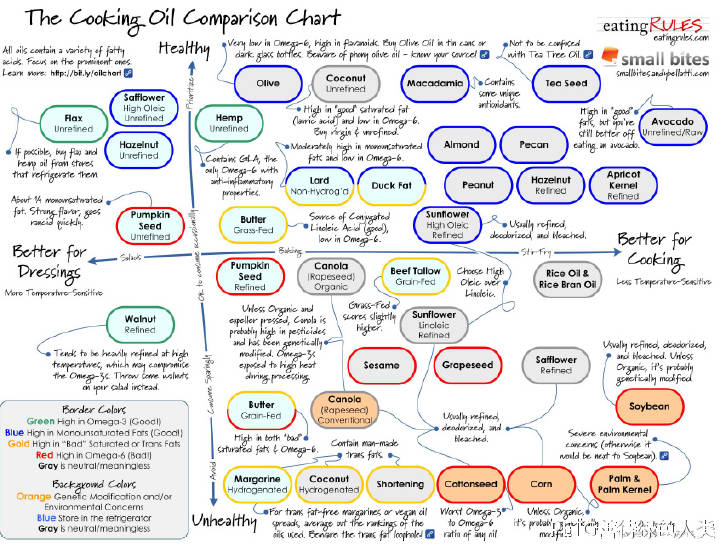 The Cooking Oil Comparison Chart
eatingRULES
eatingrules.com
small bites
smallbitesandybellatti.com
All oils contain a variety of fatty
acids. Focus on the prominent ones.
Learn more: http://bit.ly/oilchart
Healthy
Prioritize
Very low in Omega-6, high in flavanoids. Buy Olive Oil in tin cans or
dark glass bottles. Beware of phony olive oil - know your source!
Not to be confused
with Tea Tree Oil.
Olive
Coconut
Unrefined
Macadamia
Contains
some unique
antioxidants.
Tea Seed
Safflower
High Oleic
Unrefined
Flax
Unrefined
Hazelnut
Unrefined
Hemp
Unrefined
High in "good" saturated fat
(lauric acid) and low in Omega-6.
Buy virgin & unrefined.
High in "good"
fats, but you're
still better off
eating an avocado.
Avocado
Unrefined/Raw
If possible, buy flax and
hemp oil from stores
that refrigerate them
Contains GLA, the
only Omega-6 with
anti-inflammatory
properties.
Moderately high in monounsaturated
fats and low in Omega-6.
Lard
Non-Hydrog'd
Duck Fat
Almond
Pecan
Peanut
Hazelnut
Refined
Apricot
Kernel
Refined
About ¼ monounsaturated
fat. Strong flavor, goes
rancid quickly.
Pumpkin
Seed
Unrefined
OK to consume occasionally
Butter
Grass-Fed
Source of Conjugated
Linoleic Acid (good),
low in Omega-6.
Sunflower
High Oleic
Refined
Usually refined,
deodorized, and bleached.
Better for
Dressings
More Temperature-Sensitive
Salads
Baking
Stir-Fry
Better for
Cooking
Less Temperature-Sensitive
Pumpkin
Seed
Refined
Canola
(Rapeseed)
Organic
Beef Tallow
Grain-Fed
Choose High
Oleic over
Linoleic.
Rice Oil &
Rice Bran Oil
Grass-Fed
scores slightly
higher.
Walnut
Refined
Tends to be heavily refined at high
temperatures, which may compromise
the Omega-3s. Throw some walnuts
in your salad instead.
Unless Organic and
expeller pressed, Canola is
probably high in pesticides
and has been genetically
modified. Omega-3s
exposed to high heat
during processing.
Sunflower
Linoleic
Refined
Sesame
Grapeseed
Safflower
Refined
Usually refined, deodorized,
and bleached. Unless
Organic, it's probably
genetically modified.
Consume Sparingly
Soybean
Butter
Grain-Fed
High in both "bad"
saturated fats & Omega-6.
Canola
(Rapeseed)
Conventional
Usually refined,
deodorized, and
bleached.
Severe environmental
concerns (otherwise it
would be next to Soybean).
Contain man-made
trans fats.
Avoid
Margarine
Hydrogenated
Coconut
Hydrogenated
Shortening
Cottonseed
Corn
Palm &
Palm Kernel
Unhealthy
For trans fat-free margarines or vegan oil
spreads, average out the rankings of the
oils used. Beware the trans fat loophole!
Worst Omega-3
to Omega-6
ratio of any oil
Unless Organic,
it's probably genetically
modified.
Border Colors
Green High in Omega-3 (Good!)
Blue High in Monounsaturated Fats (Good!)
Gold High in "Bad" Saturated or Trans Fats
Red High in Omega-6 (Bad!)
Gray is neutral/meaningless
Background Colors
Orange Genetic Modification and/or
Environmental Concerns
Blue Store in the refrigerator
Gray is neutral/meaningless